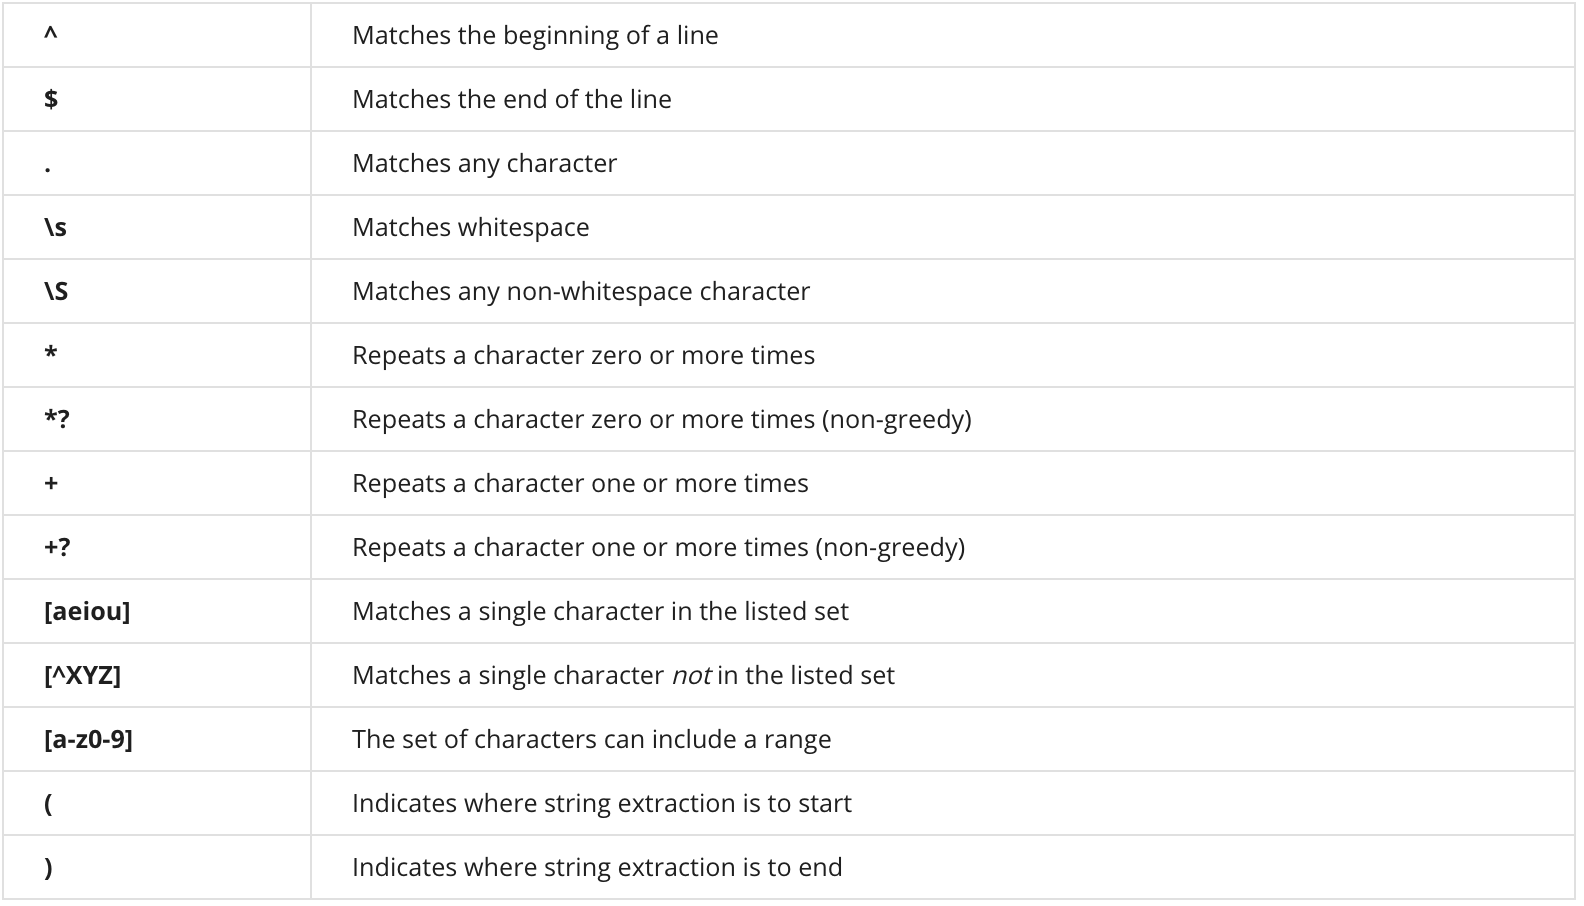 ^ Matches the beginning of a line
$ Matches the end of the line
. Matches any character
\s Matches whitespace
\S Matches any non-whitespace character
* Repeats a character zero or more times
*? Repeats a character zero or more times (non-greedy)
+ Repeats a character one or more times
+? Repeats a character one or more times (non-greedy)
[aeiou] Matches a single character in the listed set
[^XYZ] Matches a single character not in the listed set
[a-z0-9] The set of characters can include a range
( Indicates where string extraction is to start
) Indicates where string extraction is to end